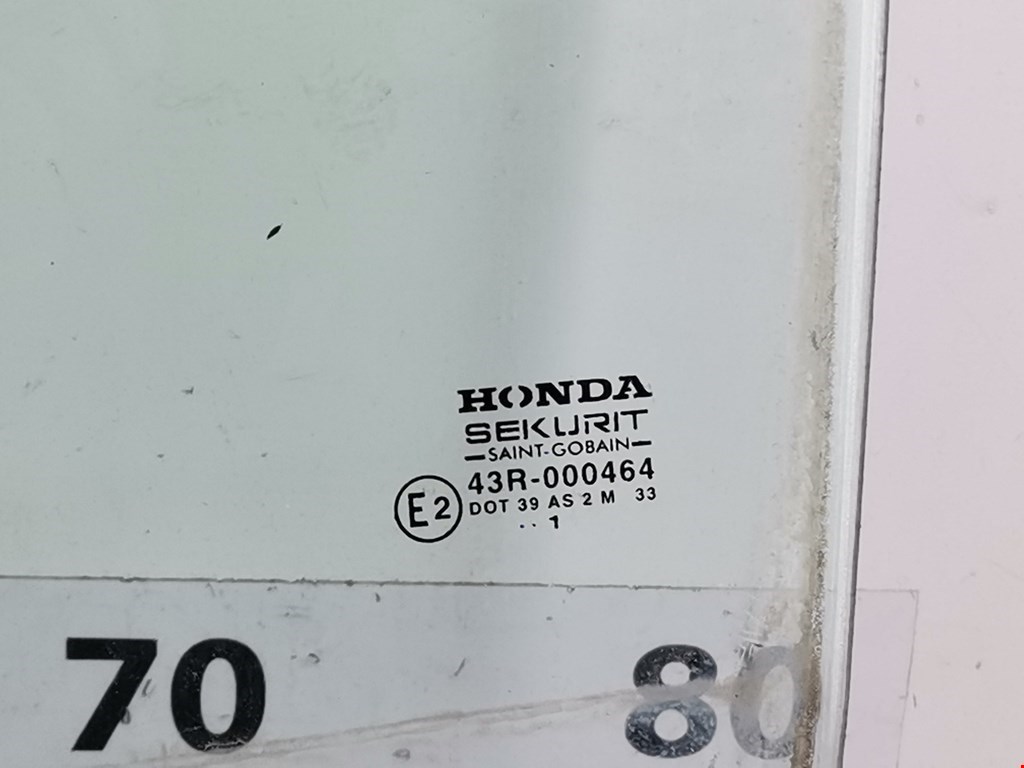 HONDA
SEKURIT
SAINT-GOBAIN
43R-000464
E2
DOT 39 AS 2 M 33
.. 1
70 80